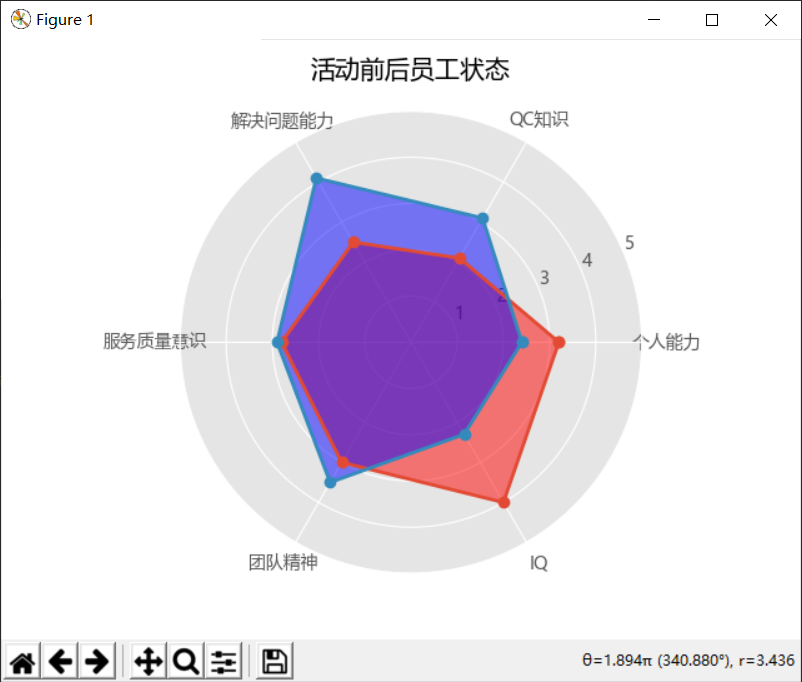 Figure 1
活动前后员工状态
解决问题能力
QC知识
5
4
3
2
1
服务质量意识
个人能力
团队精神
IQ
θ=1.894π (340.880°), r=3.436